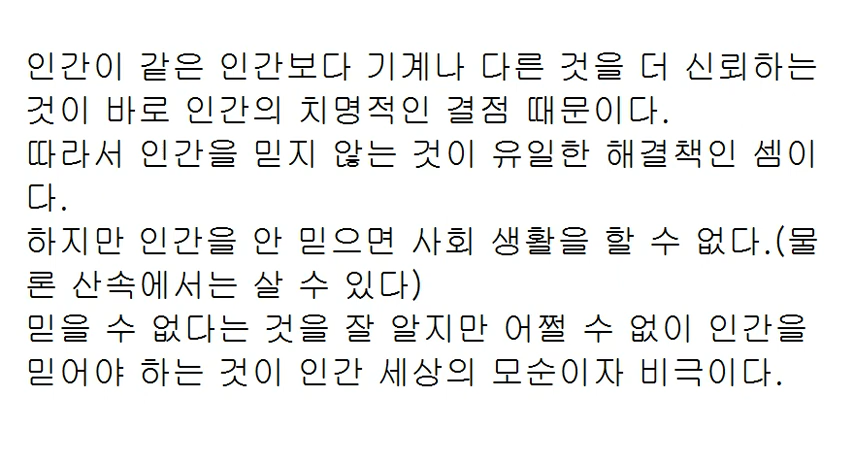 인간이 같은 인간보다 기계나 다른 것을 더 신뢰하는
것이 바로 인간의 치명적인 결점 때문이다.
따라서 인간을 믿지 않는 것이 유일한 해결책인 셈이
다.
하지만 인간을 안 믿으면 사회 생활을 할 수 없다.(물
론 산속에서는 살 수 있다)
믿을 수 없다는 것을 잘 알지만 어쩔 수 없이 인간을
믿어야 하는 것이 인간 세상의 모순이자 비극이다.